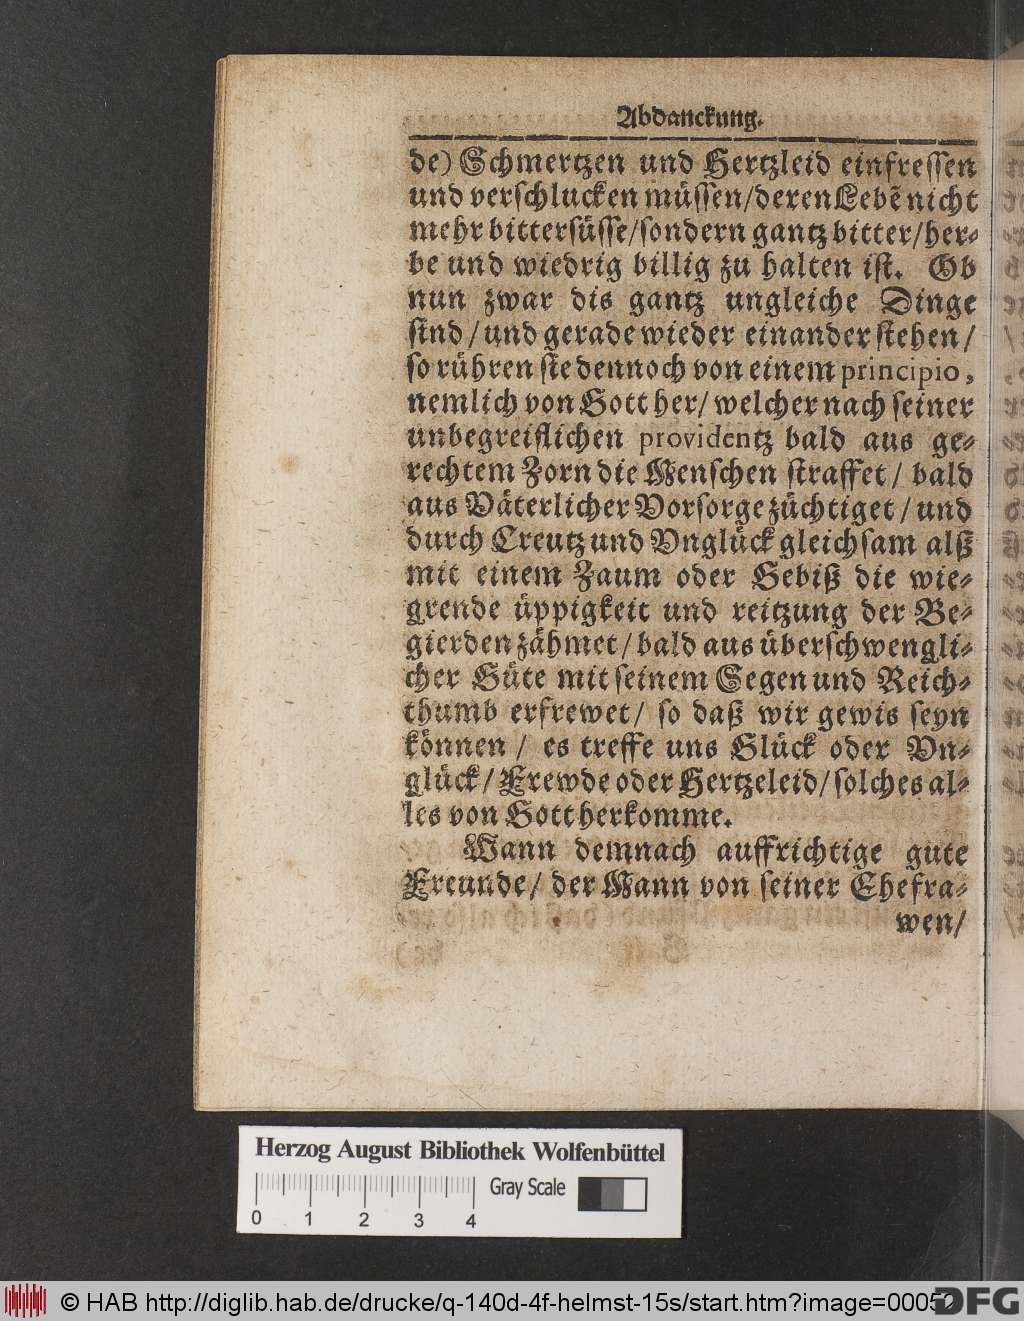 Abdanckung.
de) Schmertzen und Hertzleid einfressen
und verschlucken müssen/deren Lebẽ nicht
mehr bittersüsse/sondern gantz bitter/her-
be und wiedrig billig zu halten ist. Ob
nun zwar dis gantz ungleiche Dinge
sind/und gerade wieder einander stehen/
so rühren sie dennoch von einem principio,
nemlich von Gott her/ welcher nach seiner
unbegreiflichen providentz bald aus ge-
rechtem Zorn die Menschen straffet/ bald
aus Väterlicher Vorsorge züchtiget/und
durch Creutz und Vnglück gleichsam alß
mit einem Zaum oder Gebiß die wie-
grende üppigkeit und reitzung der Be-
gierden zähmet/bald aus überschwengli-
cher Güte mit seinem Segen und Reich-
thumb erfrewet/ so daß wir gewis seyn
können/ es treffe uns Glück oder Vn-
glück/Frewde oder Hertzeleid/solches al-
les von Gott herkomme.
Wann demnach auffrichtige gute
Freunde/ der Mann von seiner Ehefra-
wen/
Herzog August Bibliothek Wolfenbüttel
Gray Scale
0 1 2 3 4
© HAB http://diglib.hab.de/drucke/q-140d-4f-helmst-15s/start.htm?image=00052
DFG